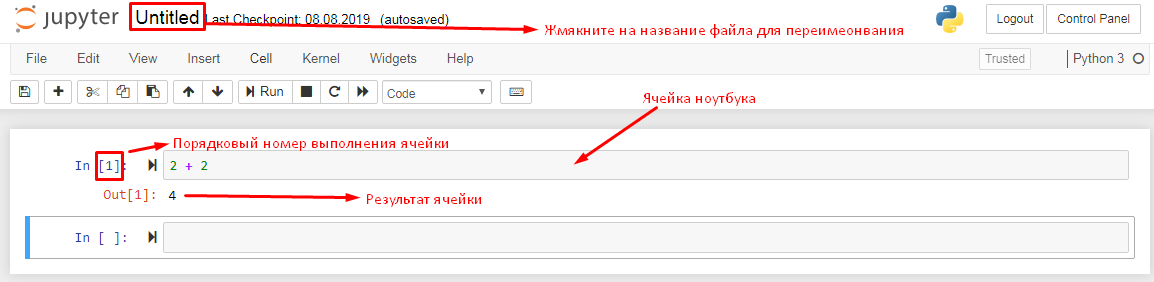 jupyter Untitled Last Checkpoint: 08.08.2019 (autosaved) Logout Control Panel
Жмякните на название файла для переимеонвания
File Edit View Insert Cell Kernel Widgets Help Trusted Python 3
Run Code
Ячейка ноутбука
Порядковый номер выполнения ячейки
In [1]: 2 + 2
Out[1]: 4 Результат ячейки
In [ ]: